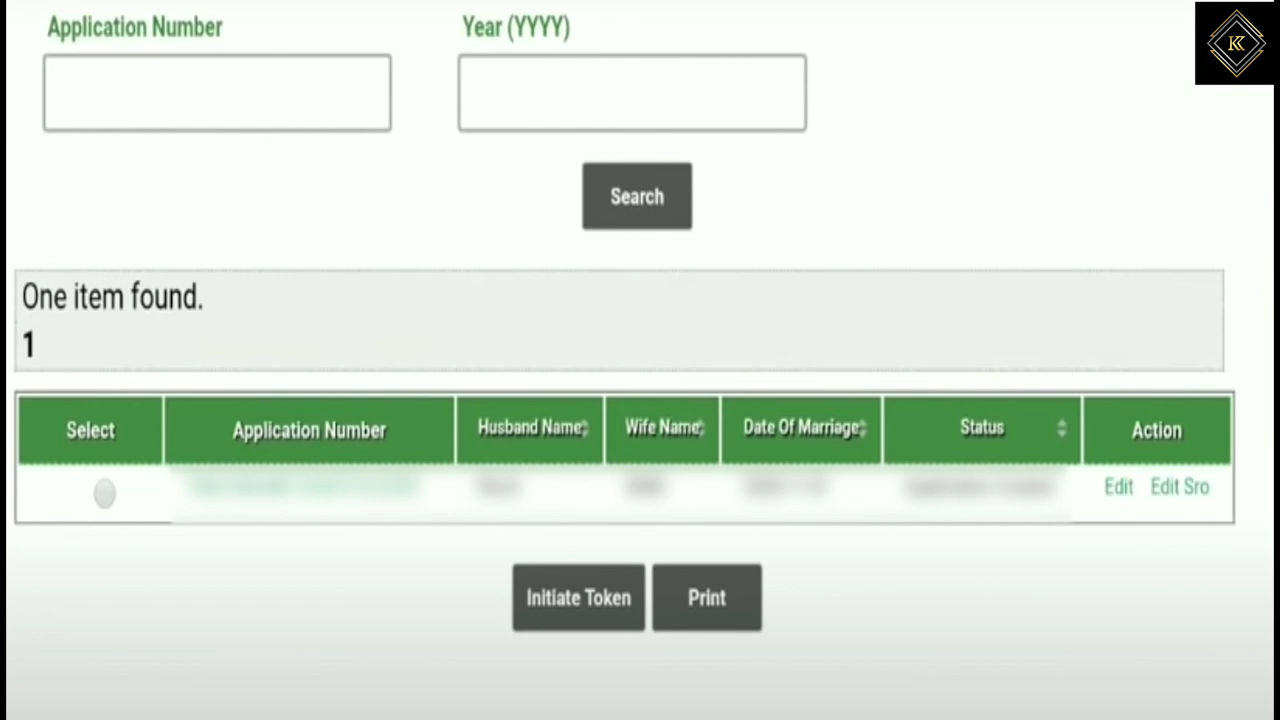 Application Number Year (YYYY)
Search
One item found.
1
Select Application Number Husband Name Wife Name Date Of Marriage Status Action
Edit Edit Sro
Initiate Token Print